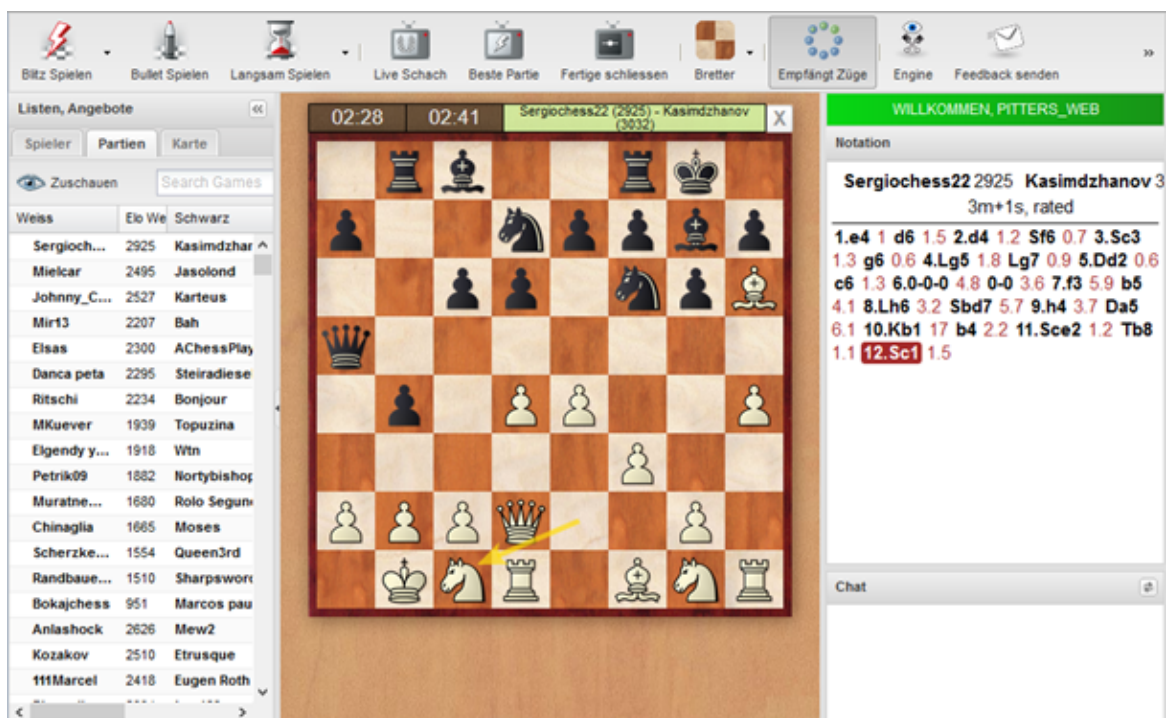 Blitz Spielen Bullet Spielen Langsam Spielen Live Schach Beste Partie Fertige schliessen Bretter Empfängt Züge Engine Feedback senden »
Listen, Angebote «
Spieler Partien Karte
Zuschauen Search Games
Weiss Elo We Schwarz
Sergioch... 2925 Kasimdzhar
Mielcar 2495 Jasolond
Johnny_C... 2527 Karteus
Mir13 2207 Bah
Elsas 2300 AChessPlay
Danca peta 2295 Steiradiese
Ritschi 2234 Bonjour
MKuever 1939 Topuzina
Elgendy y... 1918 Wtn
Petrik09 1882 Nortybishop
Muratne... 1680 Rolo Segun
Chinaglia 1665 Moses
Scherzke... 1554 Queen3rd
Randbaue... 1510 Sharpsword
Bokajchess 951 Marcos pau
Anlashock 2626 Mew2
Kozakov 2510 Etrusque
111Marcel 2418 Eugen Roth
02:28 02:41 Sergiochess22 (2925) - Kasimdzhanov
(3032) X
WILLKOMMEN, PITTERS_WEB
Notation
Sergiochess22 2925 Kasimdzhanov 3
3m+1s, rated
1.e4 1 d6 1.5 2.d4 1.2 Sf6 0.7 3.Sc3
1.3 g6 0.6 4.Lg5 1.8 Lg7 0.9 5.Dd2 0.6
c6 1.3 6.0-0-0 4.8 0-0 3.6 7.f3 5.9 b5
4.1 8.Lh6 3.2 Sbd7 5.7 9.h4 3.7 Da5
6.1 10.Kb1 17 b4 2.2 11.Sce2 1.2 Tb8
1.1 12.Sc1 1.5
Chat